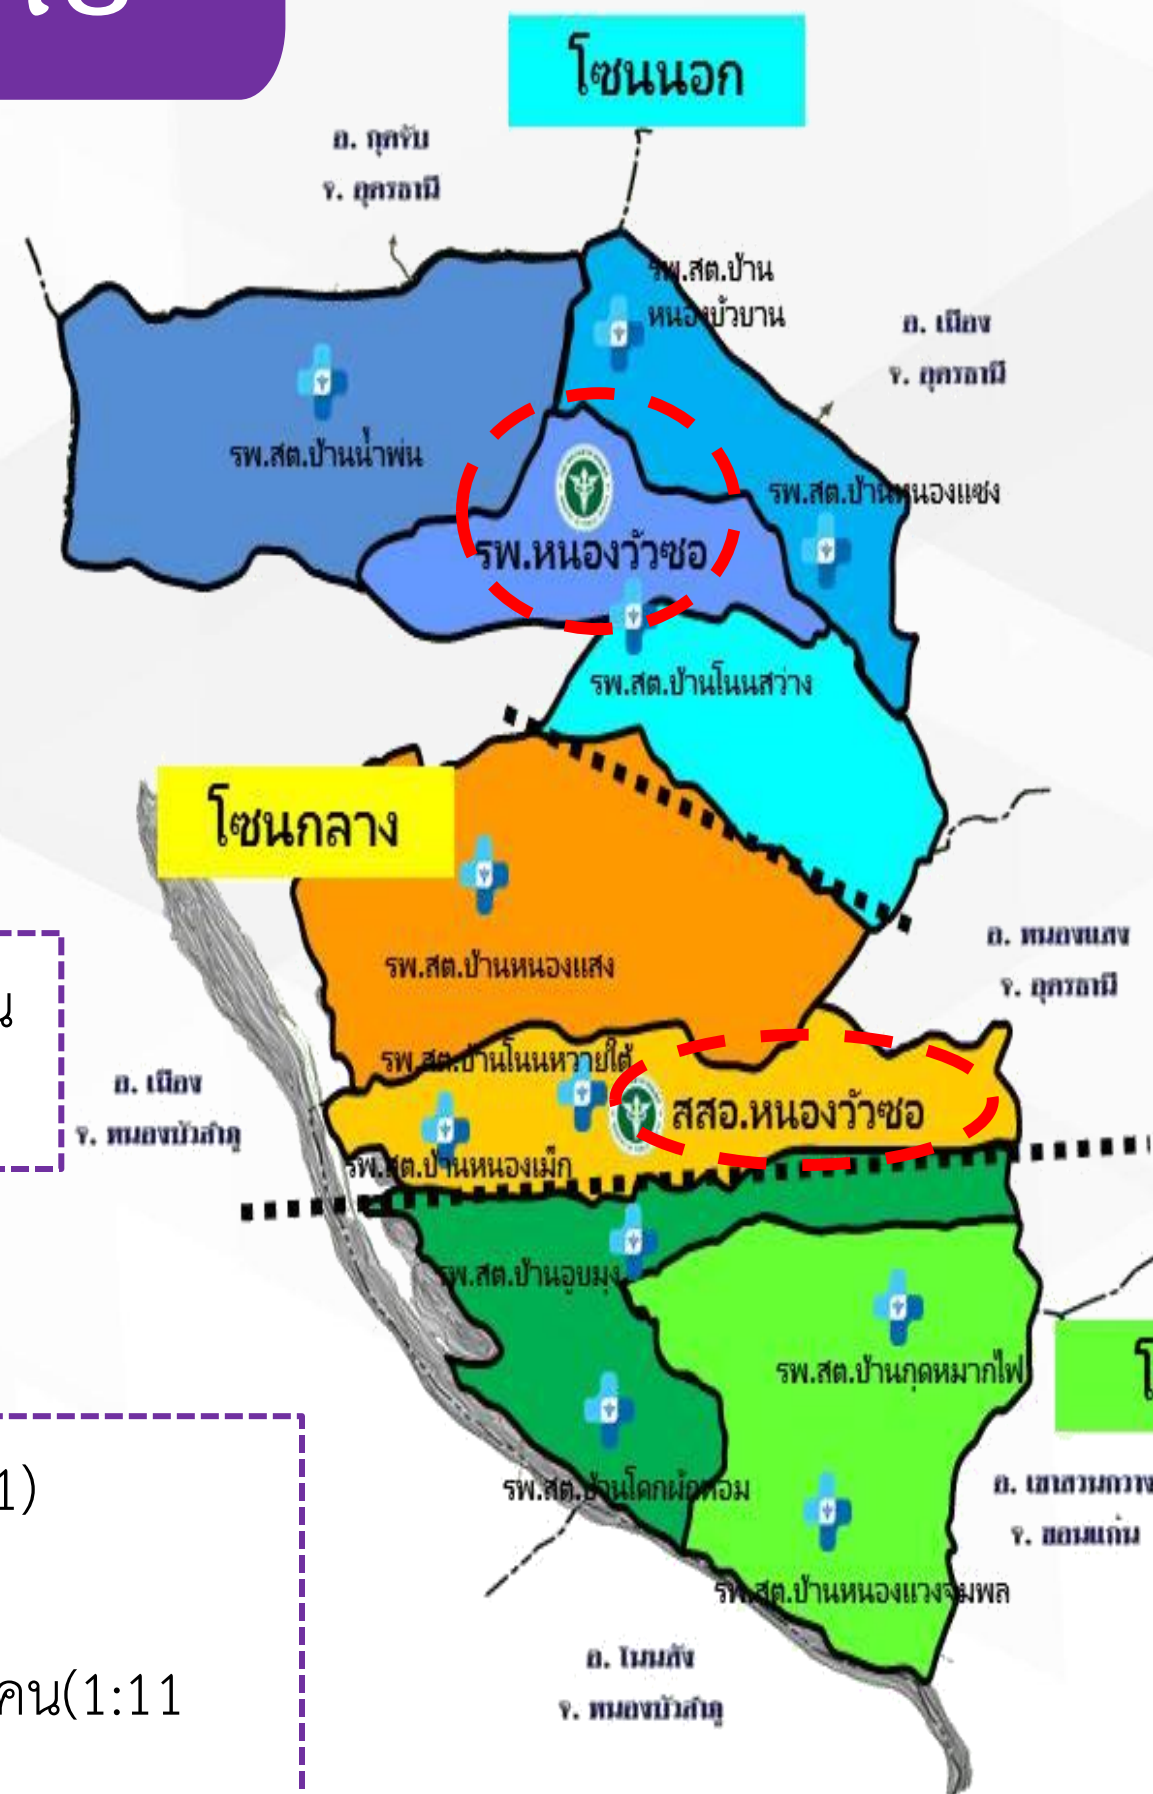 โซนนอก
อ. กุดจับ
จ. อุดรธานี
รพ.สต.บ้าน
หนองบัวบาน
อ. เมือง
จ. อุดรธานี
รพ.สต.บ้านน้ำพ่น
รพ.สต.บ้านหนองแซง
รพ.หนองวัวซอ
รพ.สต.บ้านโนนสว่าง
โซนกลาง
อ. หนองแสง
จ. อุดรธานี
รพ.สต.บ้านหนองแสง
น
รพ.สต.บ้านโนนหวายใต้
อ. เมือง
จ. หนองบัวลำภู
สสอ.หนองวัวซอ
รพ.สต.บ้านหนองเม็ก
รพ.สต.บ้านอูบมุง
รพ.สต.บ้านกุดหมากไฟ
โ
1)
รพ.สต.บ้านโคกผักหอม
อ. เขาสวนกวาง
จ. ขอนแก่น
รพ.สต.บ้านหนองแวงจุมพล
อ. โนนสัง
จ. หนองบัวลำภู
คน(1:11